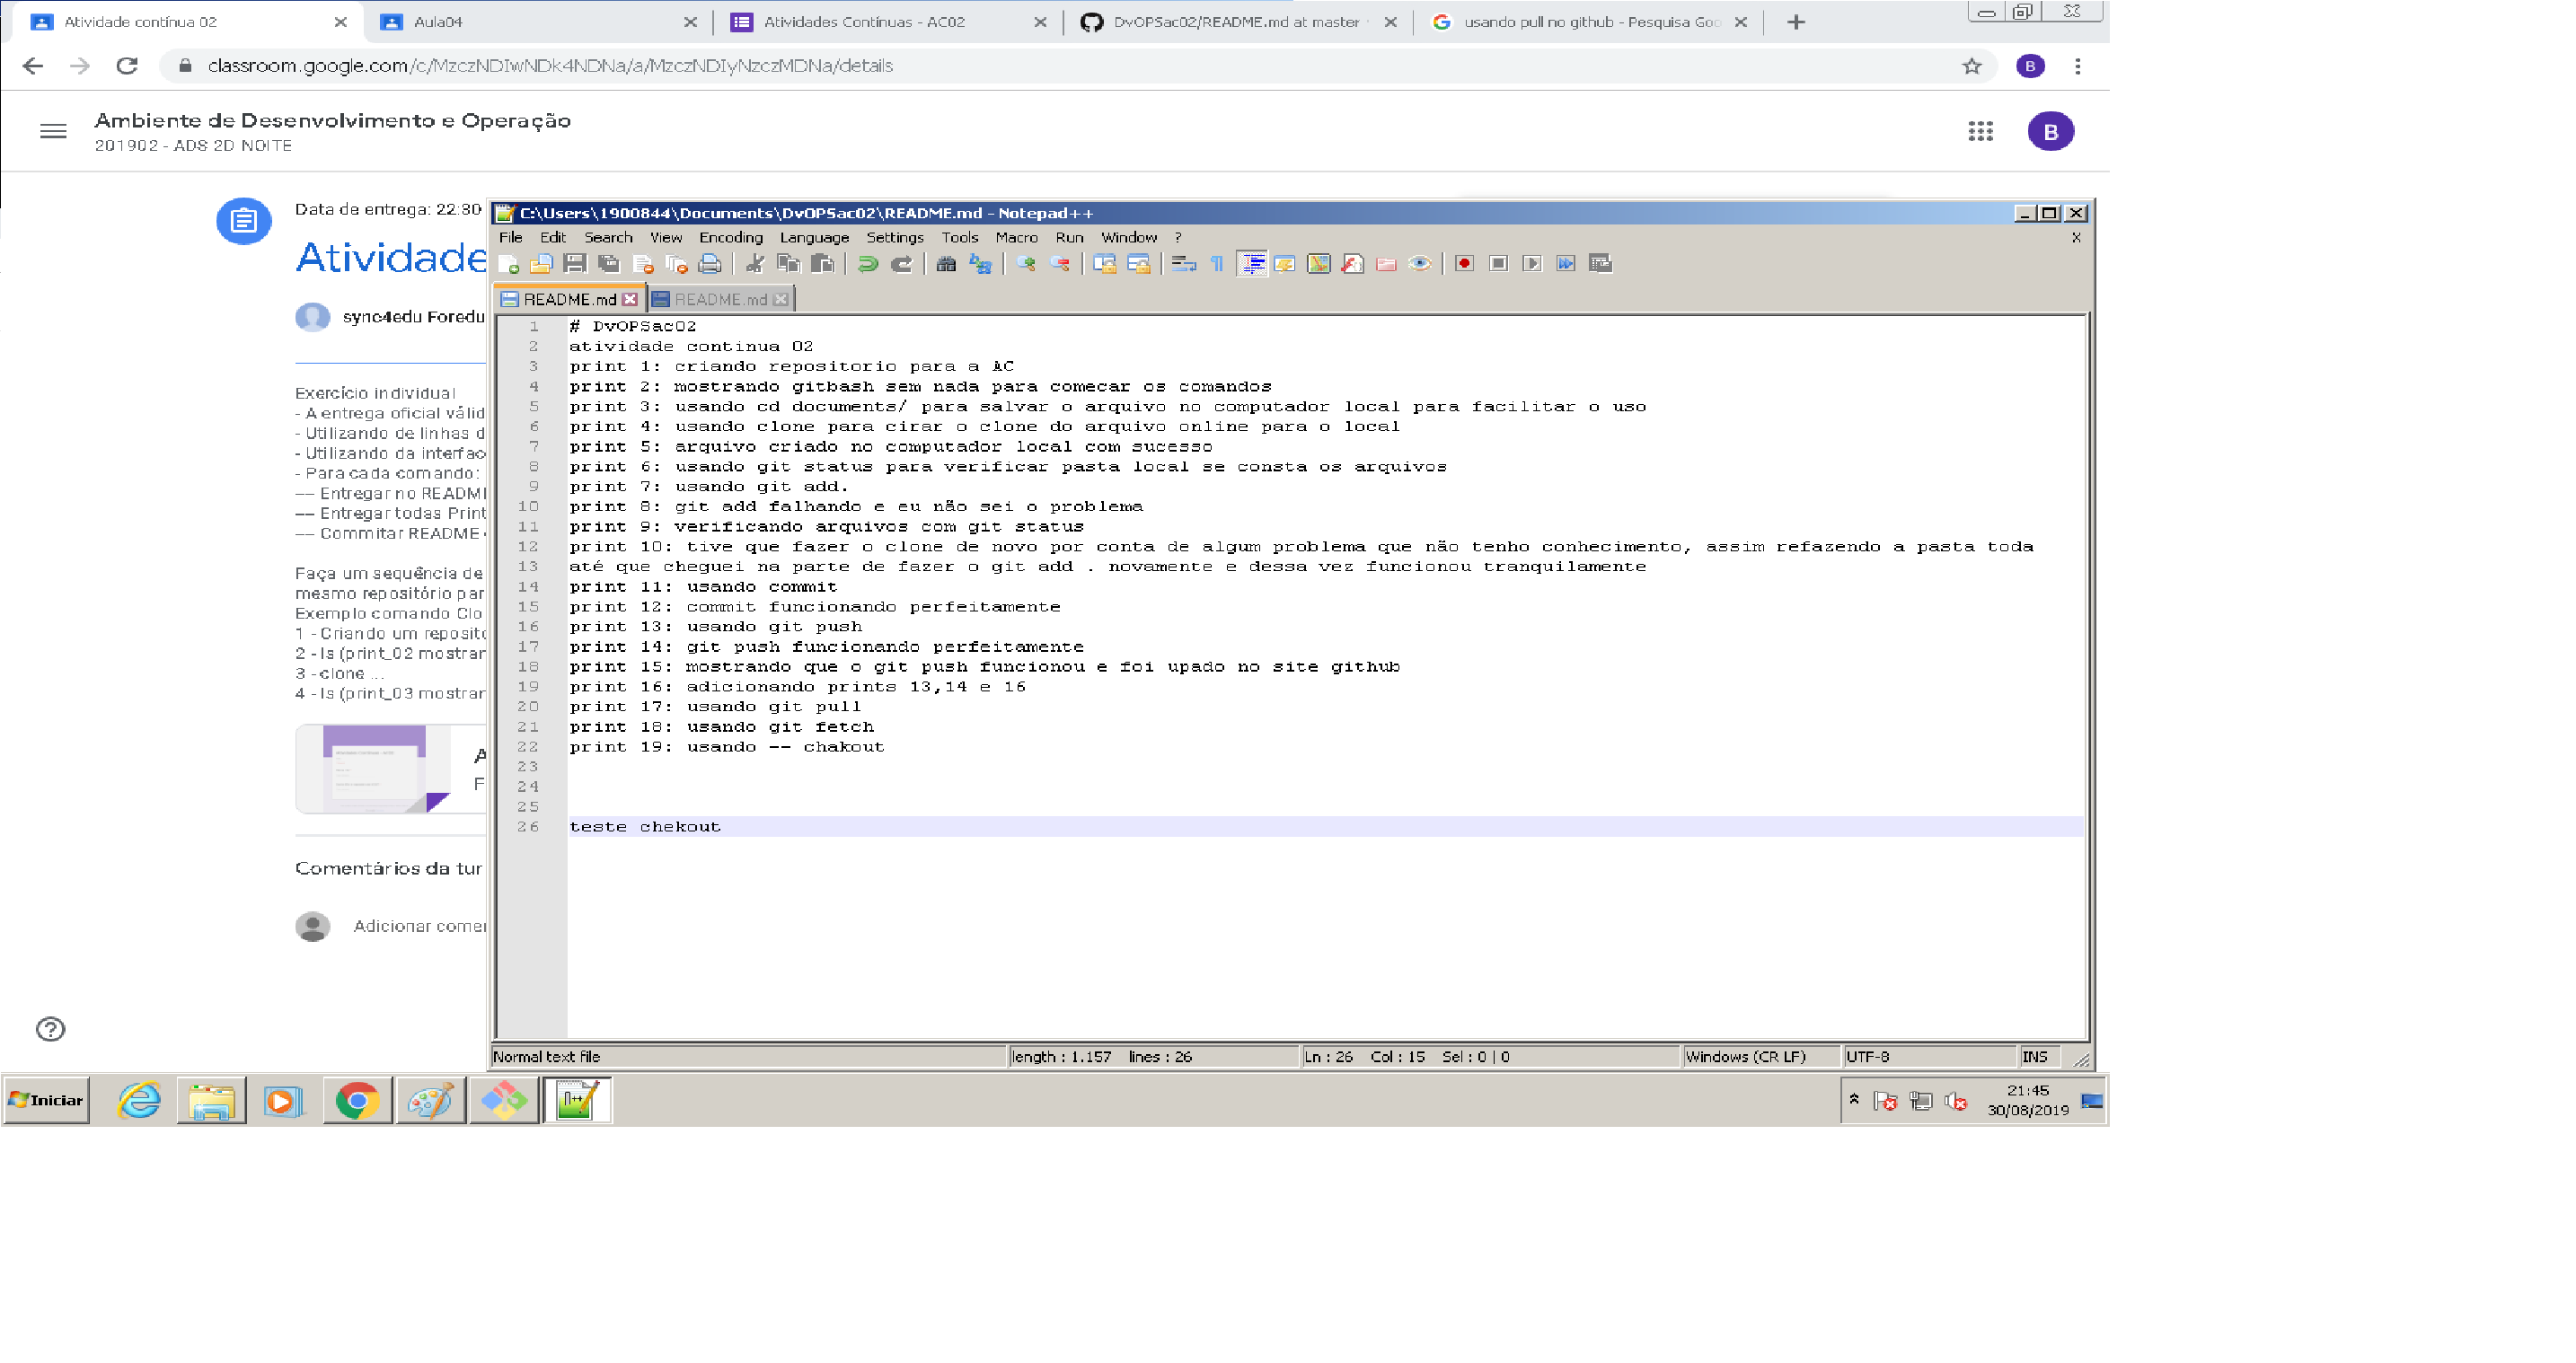 Atividade contínua 02
Aula04
Atividades Contínuas - AC02
DvOPSac02/README.md at master
usando pull no github - Pesquisa Goo
classroom.google.com/c/MzczNDIwNDk4NDNa/a/MzczNDIyNzczMDNa/details
B
Ambiente de Desenvolvimento e Operação
201902 - ADS 2D NOITE
B
Data de entrega: 22:30
Atividade
sync4edu Foredu
Exercício individual
- A entrega oficial válid
- Utilizando de linhas d
- Utilizando da interfac
- Para cada comando:
-- Entregar no READM
-- Entregar todas Print
-- Commitar README
Faça um sequência de
mesmo repositório par
Exemplo comando Clo
1 - Criando um reposito
2 - ls (print_02 mostrar
3 - clone ...
4 - ls (print_03 mostrar
A
F
Comentários da tur
Adicionar comer
C:\Users\1900844\Documents\DvOPSac02\README.md - Notepad++
File Edit Search View Encoding Language Settings Tools Macro Run Window ?
X
README.md README.md
1 # DvOPSac02
2 atividade continua 02
3 print 1: criando repositorio para a AC
4 print 2: mostrando gitbash sem nada para comecar os comandos
5 print 3: usando cd documents/ para salvar o arquivo no computador local para facilitar o uso
6 print 4: usando clone para cirar o clone do arquivo online para o local
7 print 5: arquivo criado no computador local com sucesso
8 print 6: usando git status para verificar pasta local se consta os arquivos
9 print 7: usando git add.
10 print 8: git add falhando e eu não sei o problema
11 print 9: verificando arquivos com git status
12 print 10: tive que fazer o clone de novo por conta de algum problema que não tenho conhecimento, assim refazendo a pasta toda
13 até que cheguei na parte de fazer o git add . novamente e dessa vez funcionou tranquilamente
14 print 11: usando commit
15 print 12: commit funcionando perfeitamente
16 print 13: usando git push
17 print 14: git push funcionando perfeitamente
18 print 15: mostrando que o git push funcionou e foi upado no site github
19 print 16: adicionando prints 13,14 e 16
20 print 17: usando git pull
21 print 18: usando git fetch
22 print 19: usando -- chakout
23
24
25
26 teste chekout
Normal text file length : 1.157 lines : 26 Ln : 26 Col : 15 Sel : 0 | 0 Windows (CR LF) UTF-8 INS
Iniciar
21:45
30/08/2019